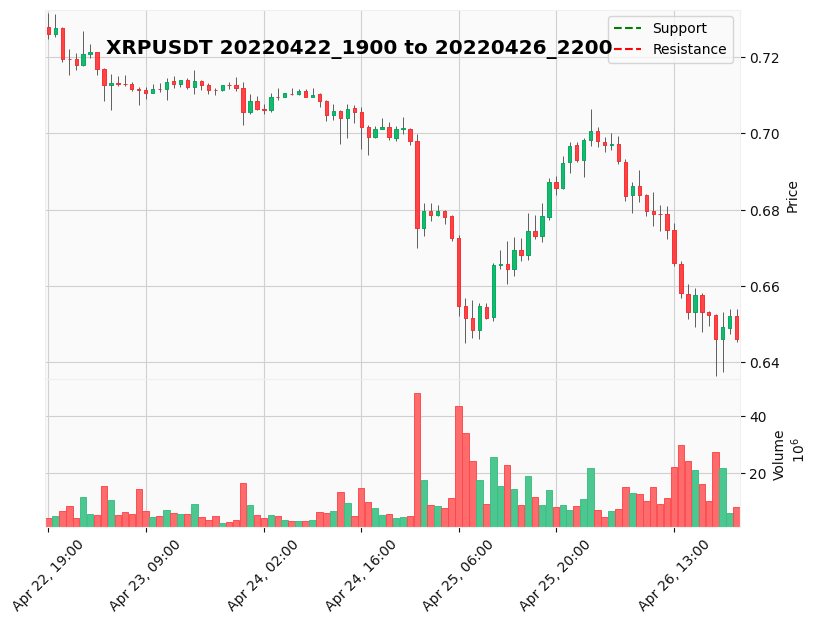 XRPUSDT 20220422_1900 to 20220426_2200
Support
Resistance
0.72
0.70
0.68
0.66
0.64
Price
40
20
Volume
10^6
Apr 22, 19:00
Apr 23, 09:00
Apr 24, 02:00
Apr 24, 16:00
Apr 25, 06:00
Apr 25, 20:00
Apr 26, 13:00